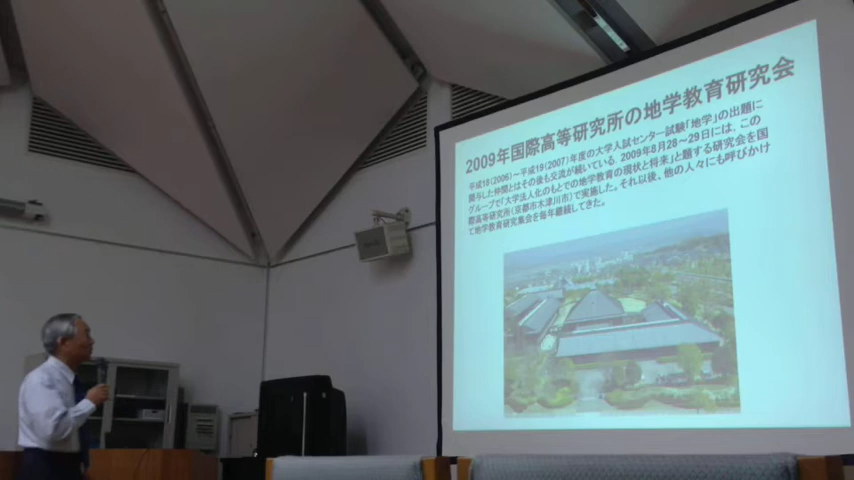 2009年国際高等研究所の地学教育研究会
平成18(2006)～平成19(2007)年度の大学入試センター試験「地学」の出題に
関与した仲間とはその後も交流が続いている。2009年8月28～29日には、この
グループで「大学法人化のもとでの地学教育の現状と将来」と題する研究会を国
際高等研究所(京都市木津川市)で実施した。それ以後、他の人々にも呼びかけ
て地学教育研究集会を毎年継続してきた。